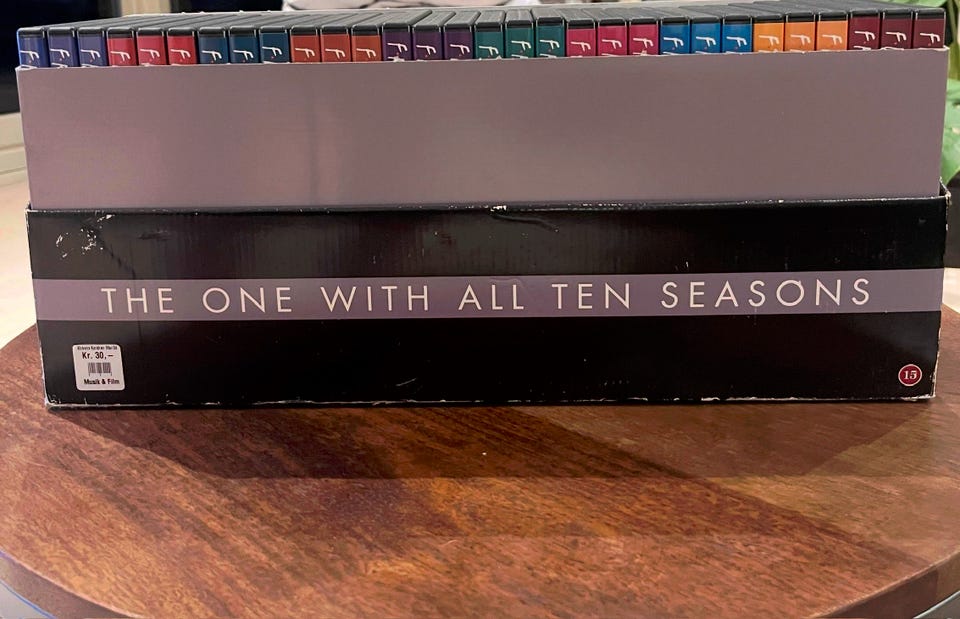 THE ONE WITH ALL TEN SEASONS
Kr. 30,—
Musik & Film
15